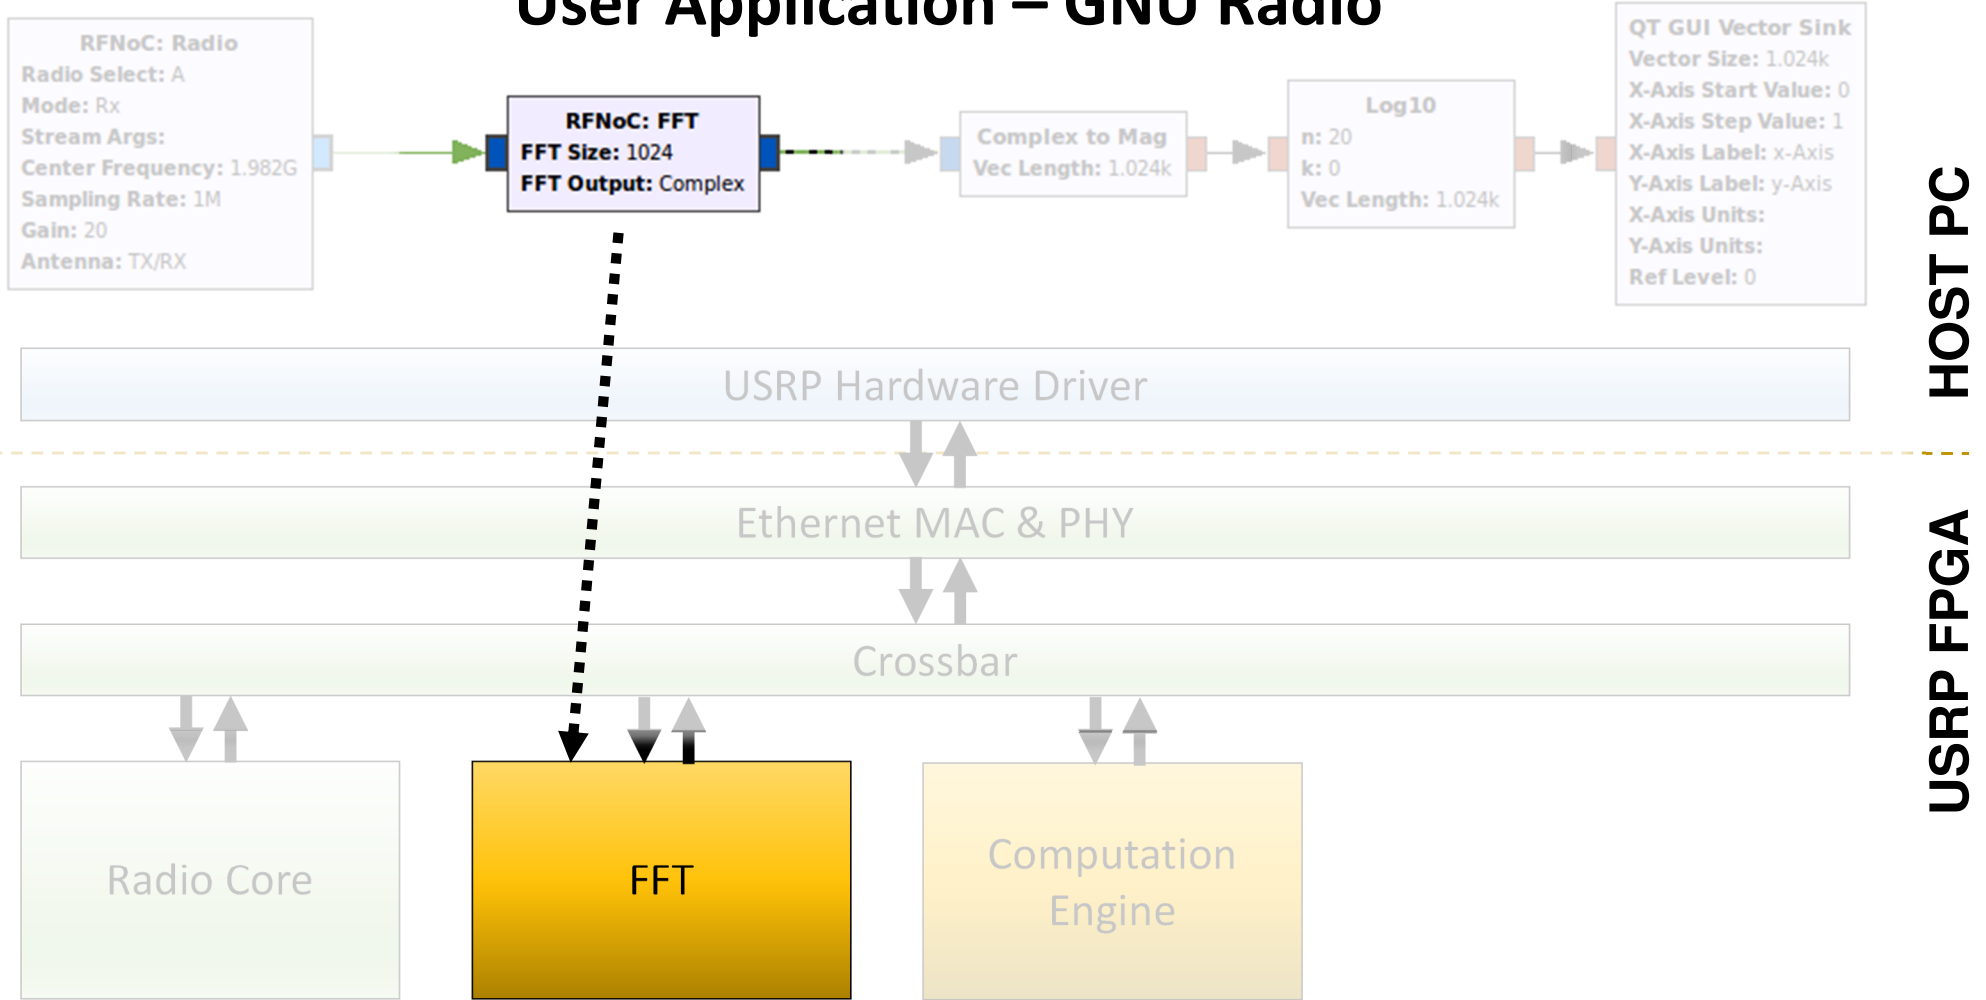 User Application – GNU Radio
RFNoC: Radio
Radio Select: A
Mode: Rx
Stream Args:
Center Frequency: 1.982G
Sampling Rate: 1M
Gain: 20
Antenna: TX/RX
RFNoC: FFT
FFT Size: 1024
FFT Output: Complex
Complex to Mag
Vec Length: 1.024k
Log10
n: 20
k: 0
Vec Length: 1.024k
QT GUI Vector Sink
Vector Size: 1.024k
X-Axis Start Value: 0
X-Axis Step Value: 1
X-Axis Label: x-Axis
Y-Axis Label: y-Axis
X-Axis Units:
Y-Axis Units:
Ref Level: 0
HOST PC
USRP Hardware Driver
Ethernet MAC & PHY
Crossbar
USRP FPGA
Radio Core
FFT
Computation
Engine